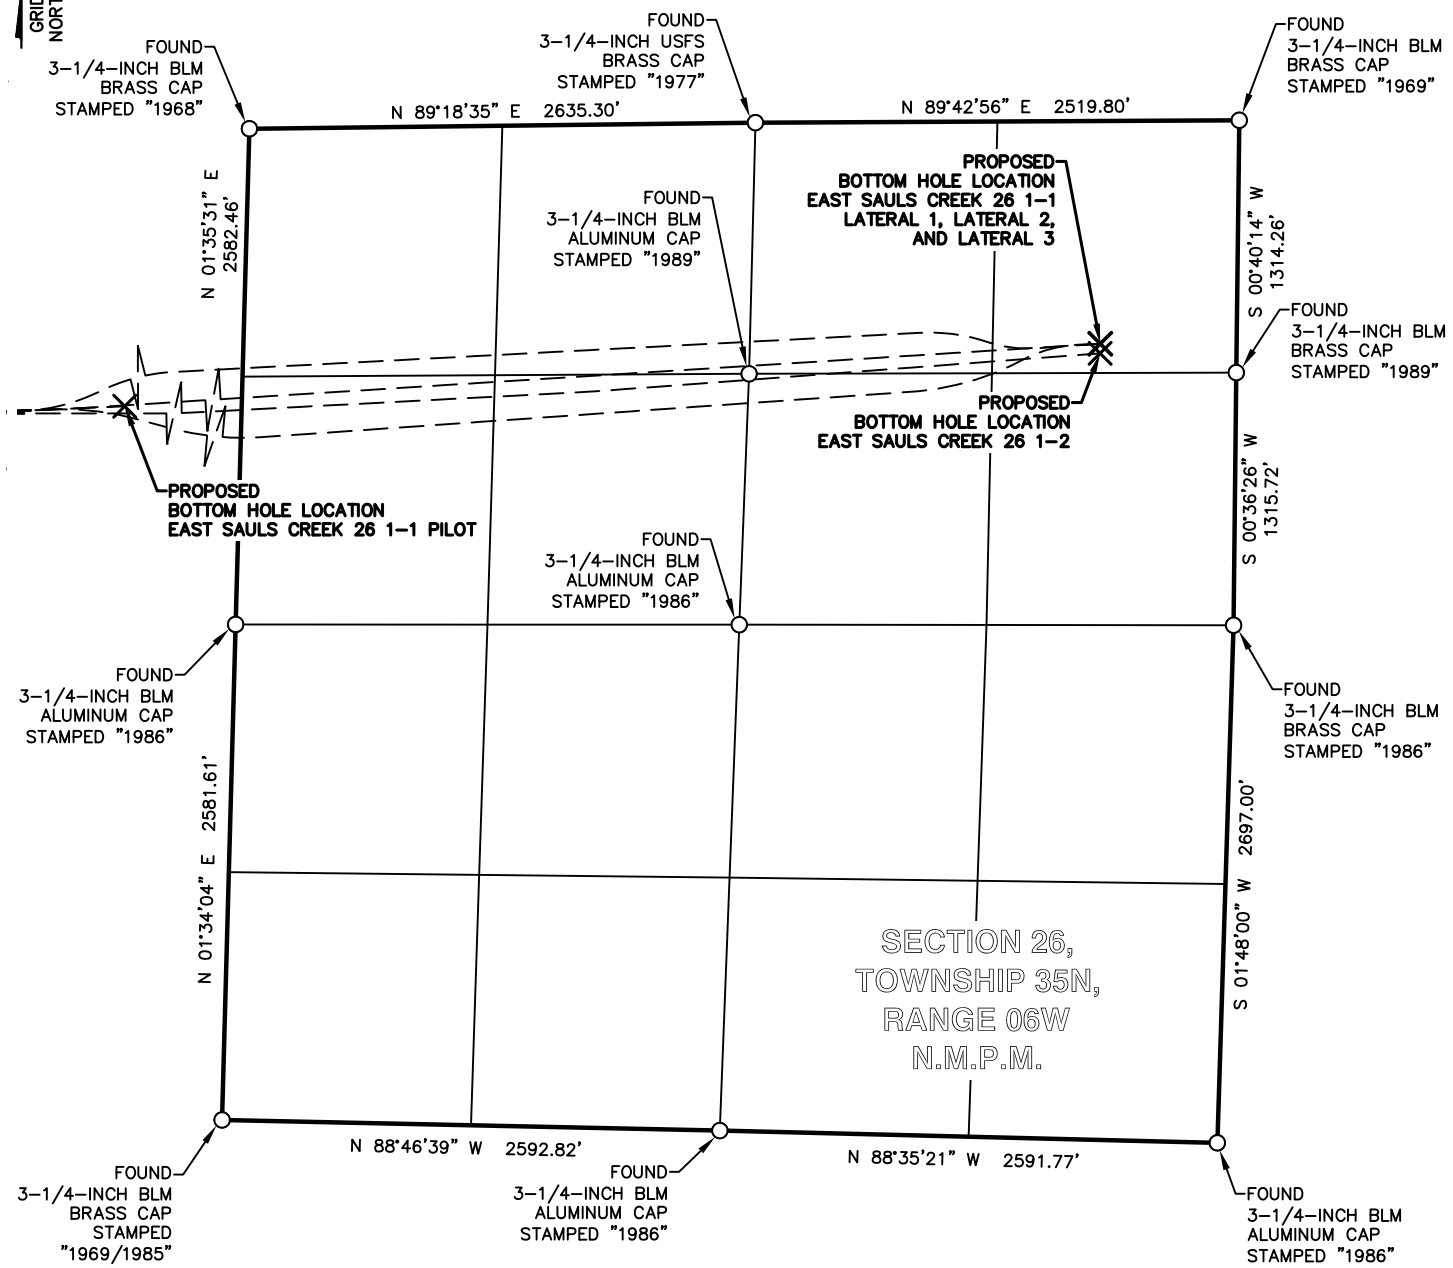 GRID
NORT
FOUND
3-1/4-INCH BLM
BRASS CAP
STAMPED "1968"
FOUND
3-1/4-INCH USFS
BRASS CAP
STAMPED "1977"
FOUND
3-1/4-INCH BLM
BRASS CAP
STAMPED "1969"
N 89°18'35" E 2635.30'
N 89°42'56" E 2519.80'
N 01°35'31" E
2582.46'
FOUND
3-1/4-INCH BLM
ALUMINUM CAP
STAMPED "1989"
PROPOSED
BOTTOM HOLE LOCATION
EAST SAULS CREEK 26 1-1
LATERAL 1, LATERAL 2,
AND LATERAL 3
S 00°40'14" W
1314.26'
FOUND
3-1/4-INCH BLM
BRASS CAP
STAMPED "1989"
PROPOSED
BOTTOM HOLE LOCATION
EAST SAULS CREEK 26 1-2
S 00°36'26" W
1315.72'
PROPOSED
BOTTOM HOLE LOCATION
EAST SAULS CREEK 26 1-1 PILOT
FOUND
3-1/4-INCH BLM
ALUMINUM CAP
STAMPED "1986"
FOUND
3-1/4-INCH BLM
ALUMINUM CAP
STAMPED "1986"
FOUND
3-1/4-INCH BLM
BRASS CAP
STAMPED "1986"
N 01°34'04" E 2581.61'
S 01°48'00" W 2697.00'
SECTION 26,
TOWNSHIP 35N,
RANGE 06W
N.M.P.M.
N 88°46'39" W 2592.82'
N 88°35'21" W 2591.77'
FOUND
3-1/4-INCH BLM
BRASS CAP
STAMPED
"1969/1985"
FOUND
3-1/4-INCH BLM
ALUMINUM CAP
STAMPED "1986"
FOUND
3-1/4-INCH BLM
ALUMINUM CAP
STAMPED "1986"